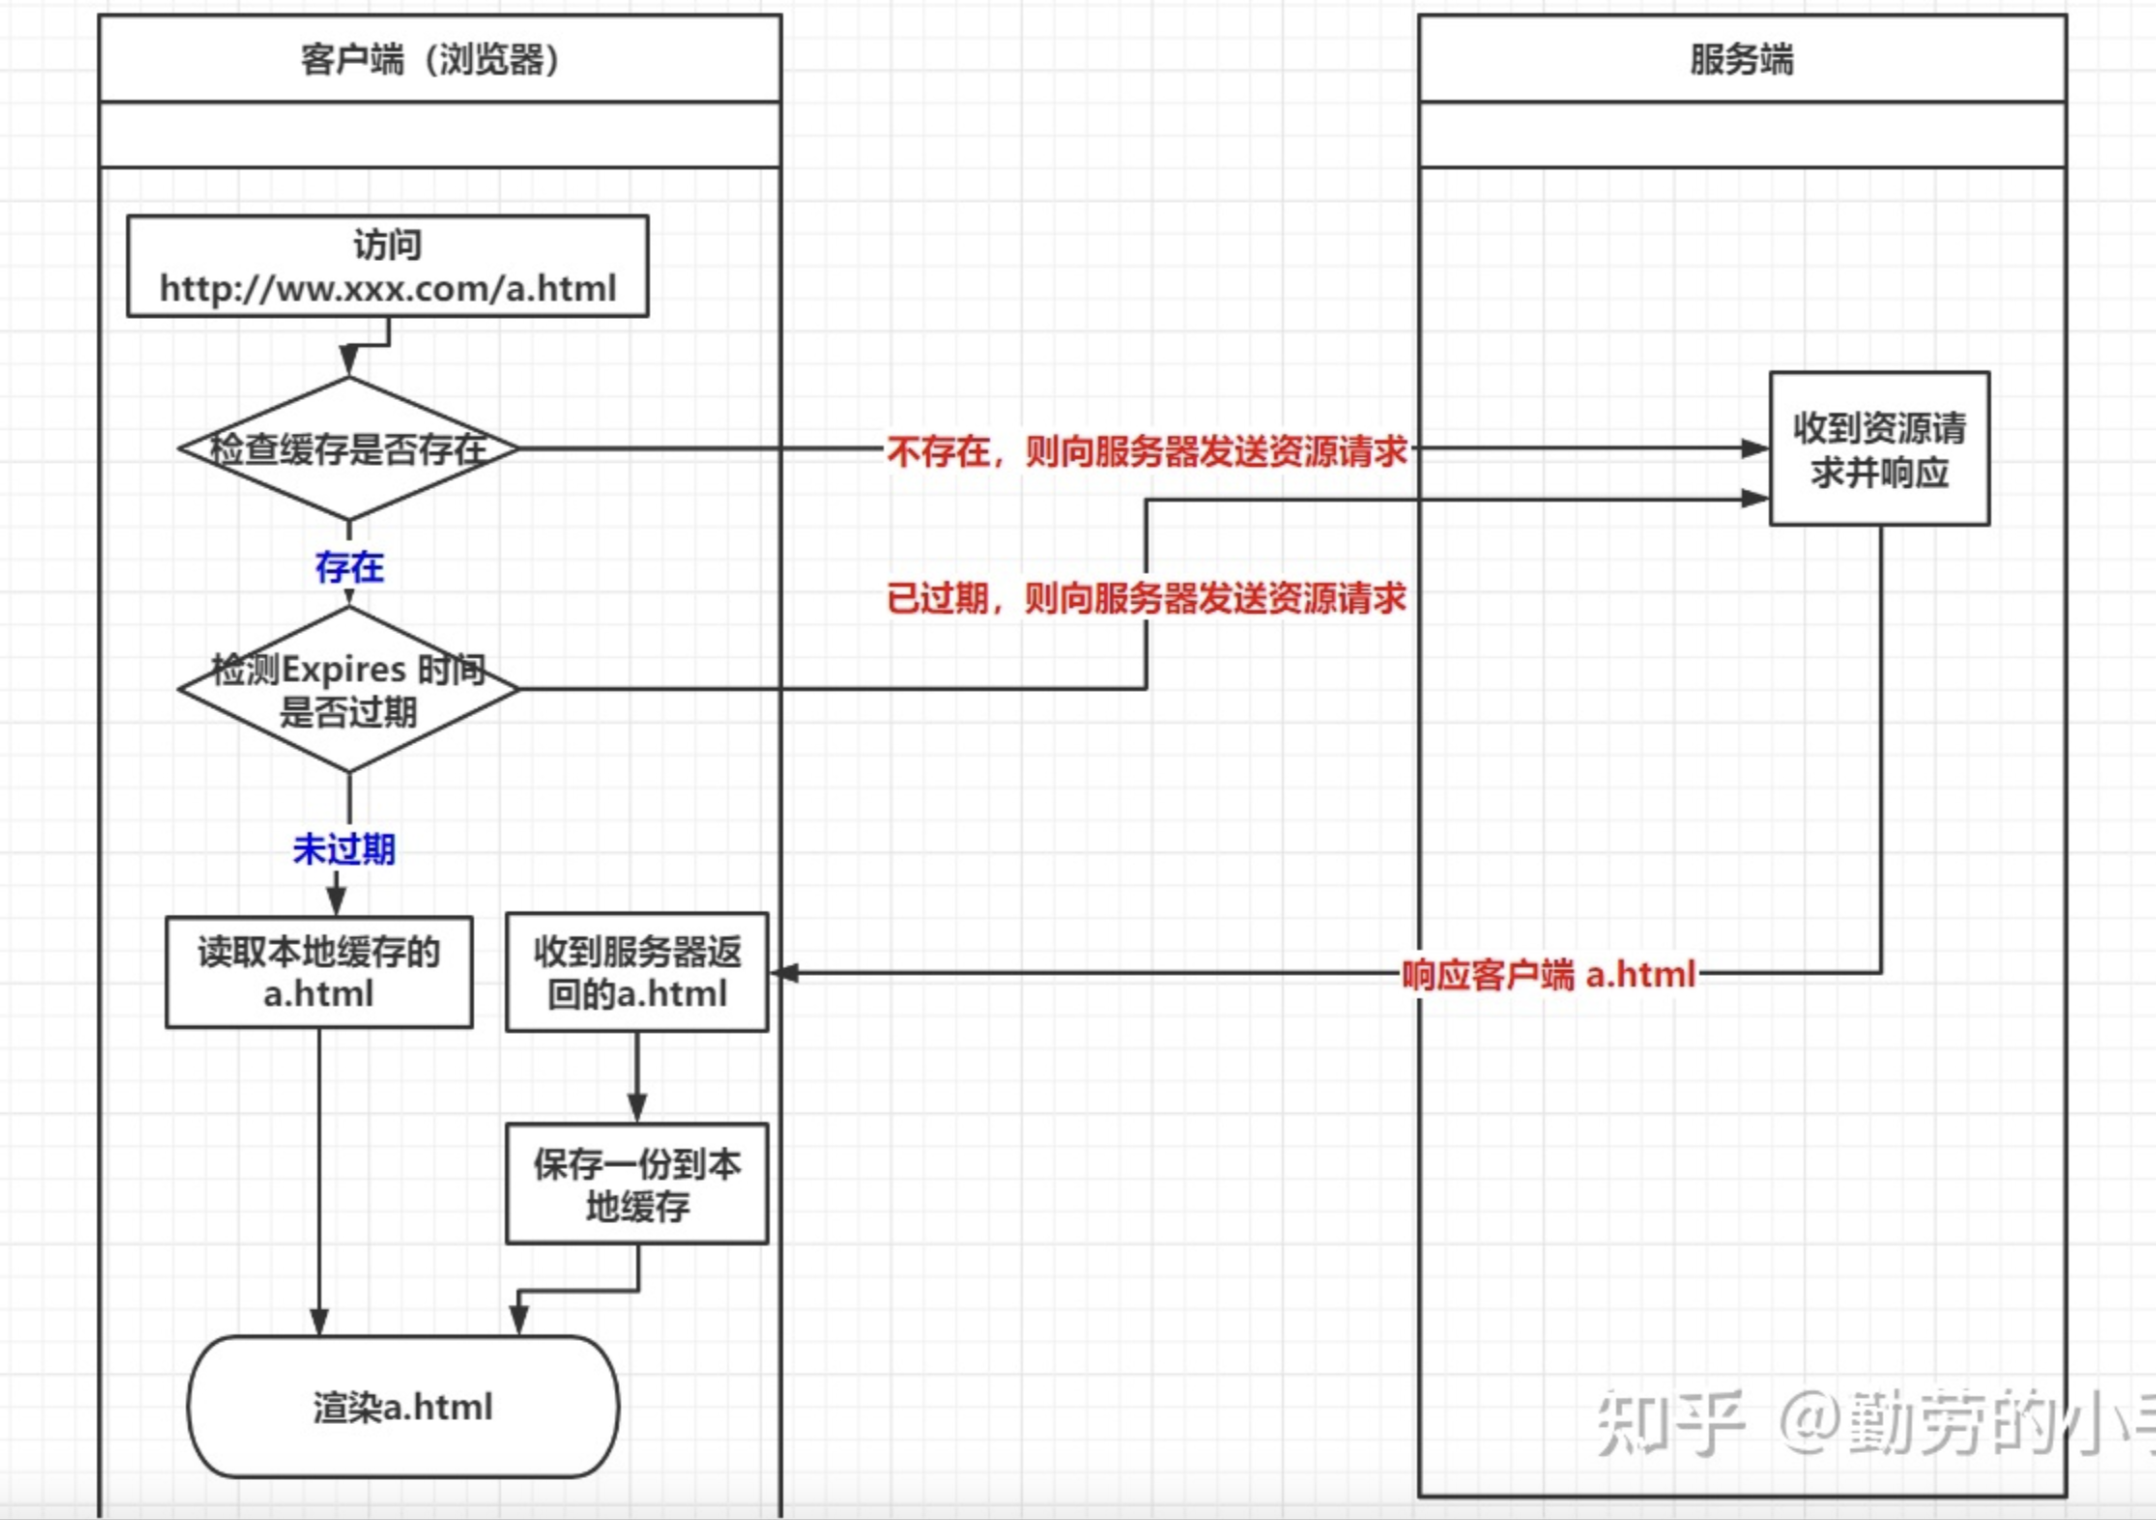 客户端（浏览器）
服务端
访问
http://ww.xxx.com/a.html
检查缓存是否存在
不存在，则向服务器发送资源请求
收到资源请
求并响应
存在
已过期，则向服务器发送资源请求
检测Expires 时间
是否过期
未过期
读取本地缓存的
a.html
收到服务器返
回的a.html
响应客户端 a.html
保存一份到本
地缓存
渲染a.html
知乎 @勤劳的小